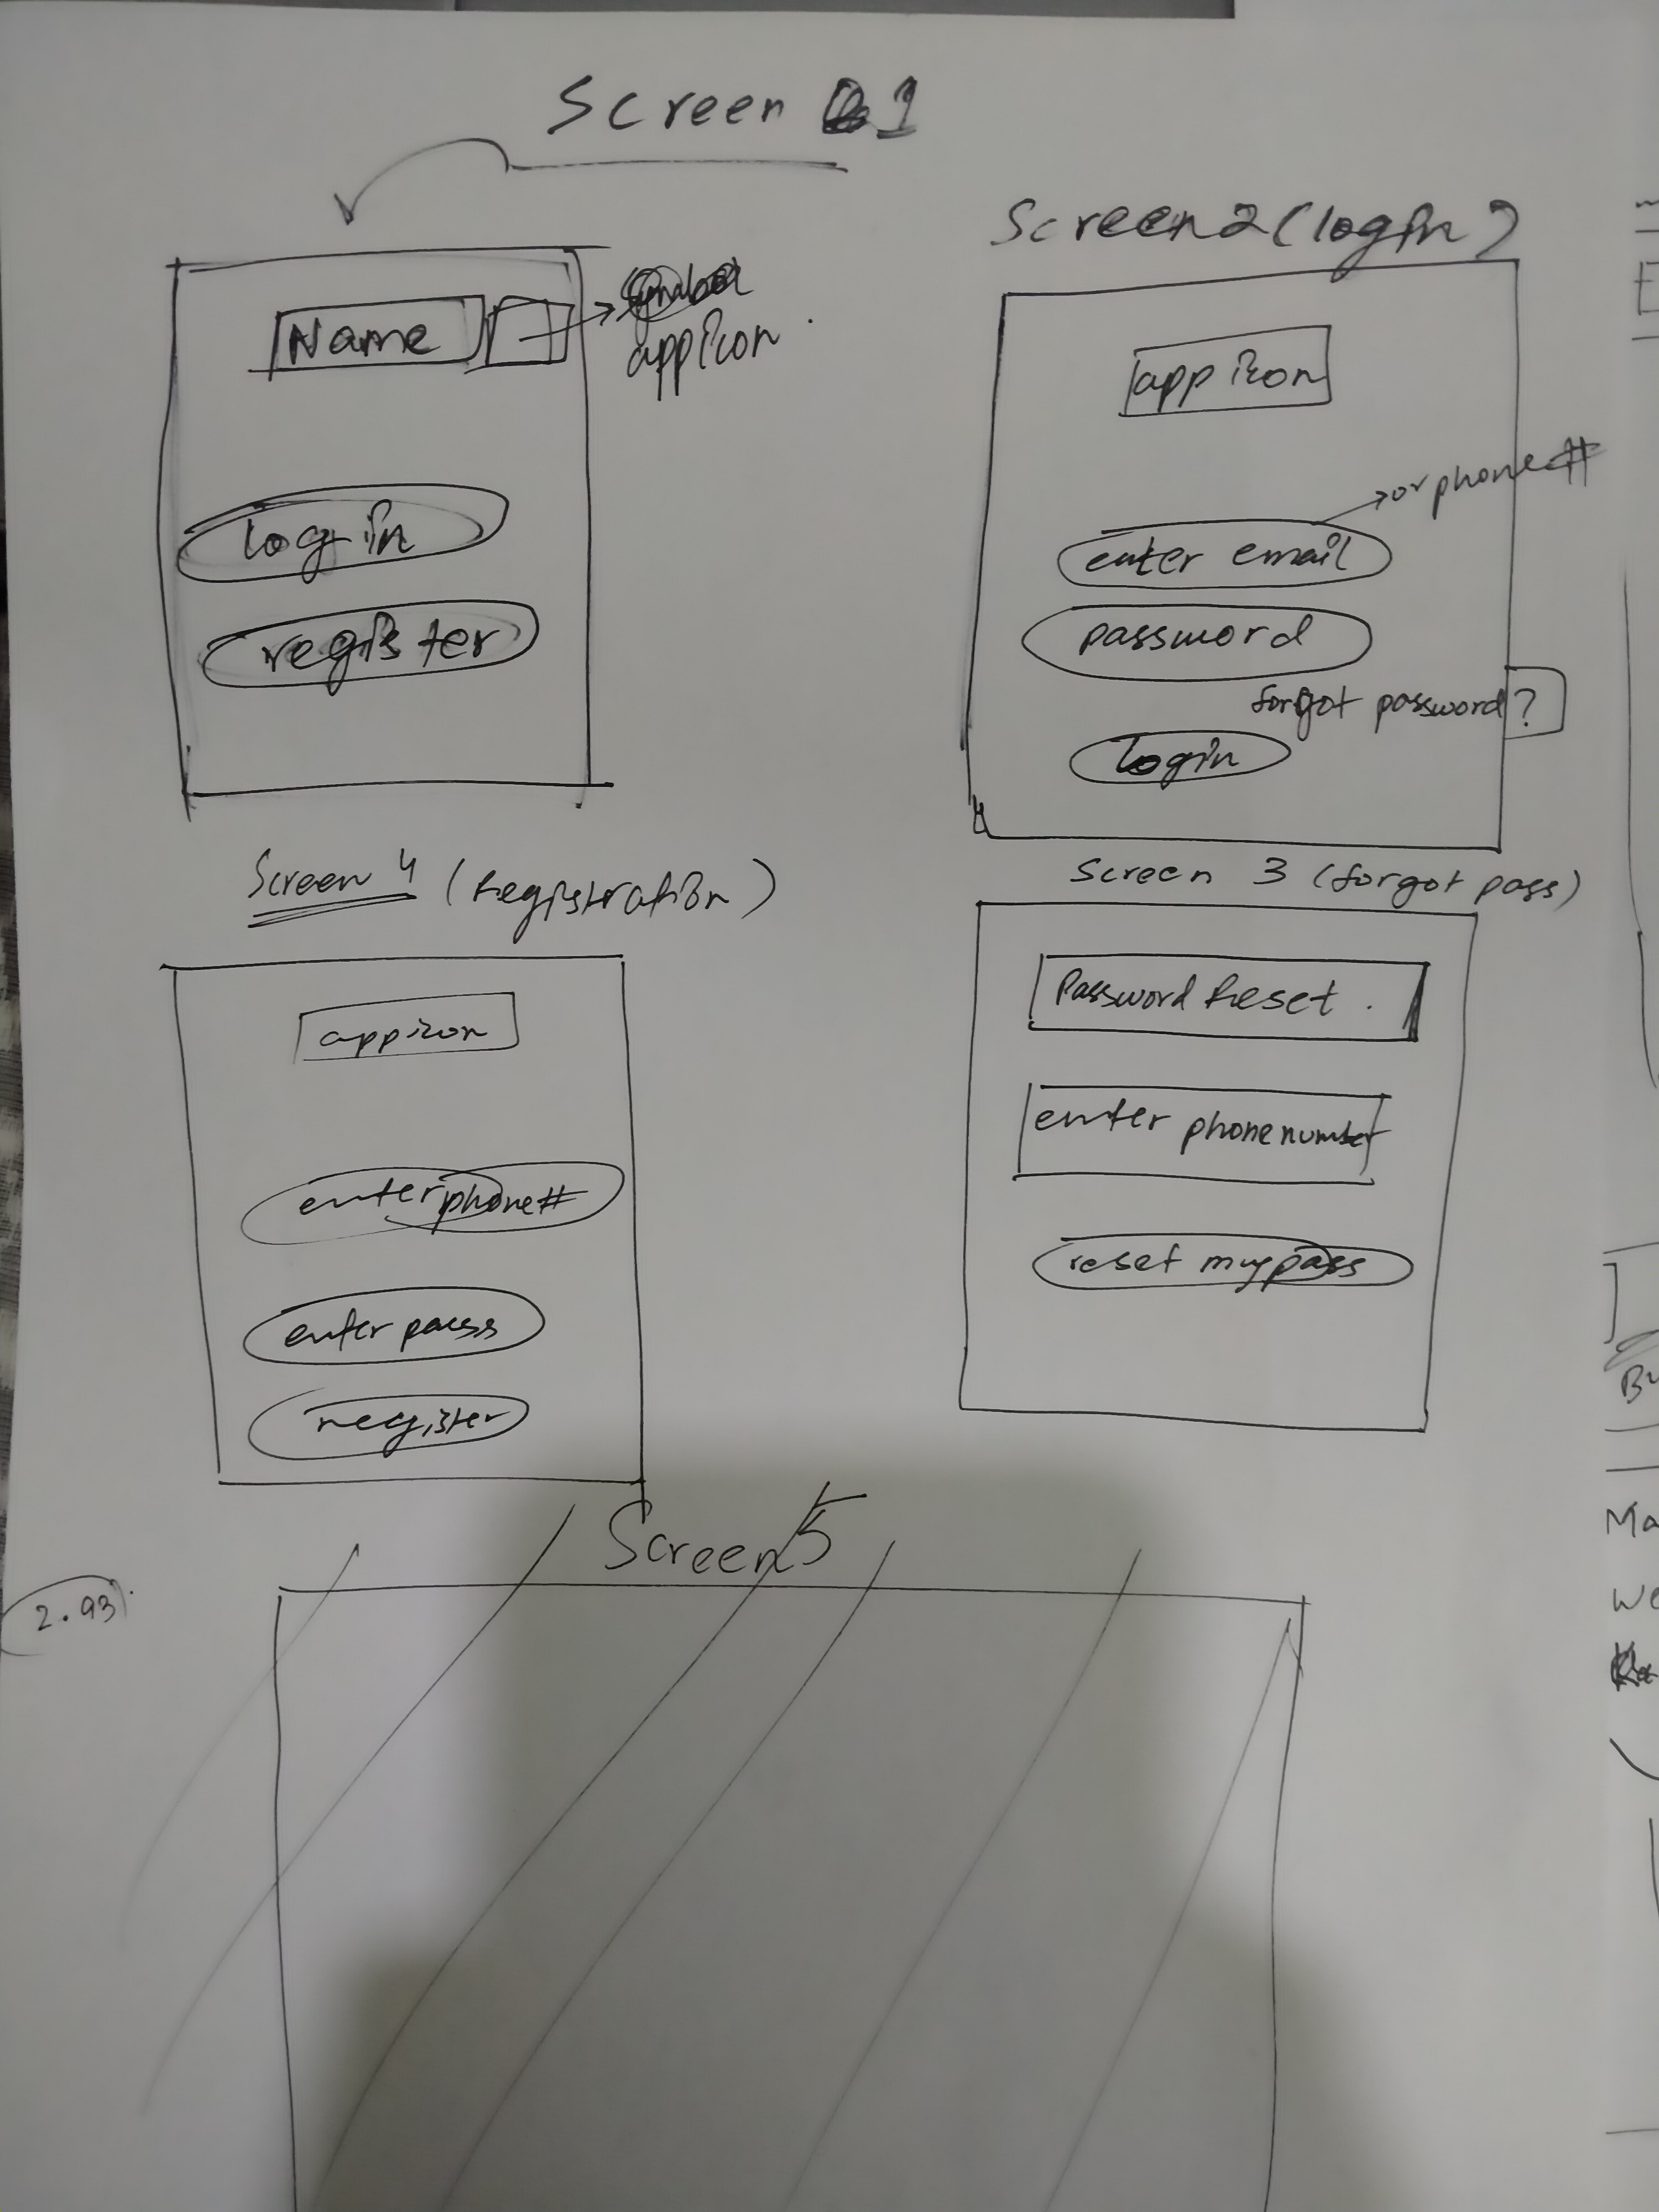 Screen 1
Name
app icon
log in
register
Screen 2 (login)
app icon
or phone #
enter email
password
forgot password?
login
Screen 4 (Registration)
app icon
enter phone #
enter pass
register
Screen 3 (forgot pass)
Password Reset.
enter phone number
reset my pass
Screen 5
2.93
Ma
We